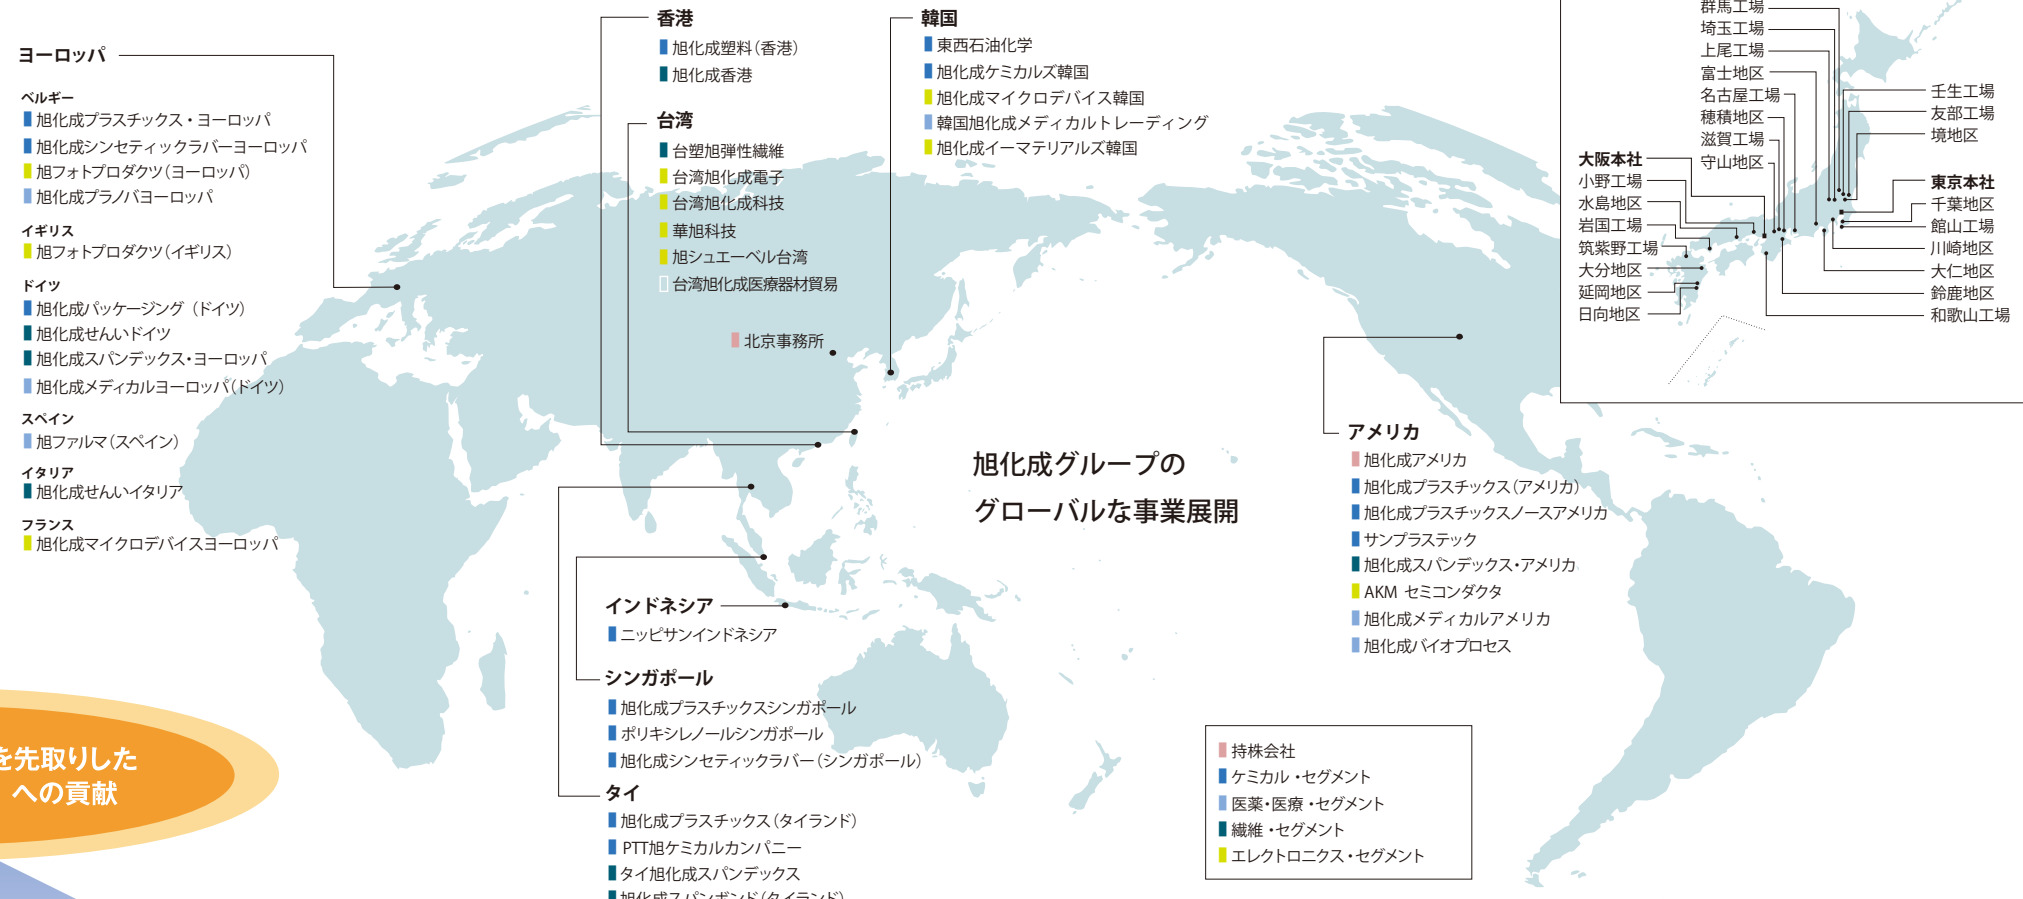 ヨーロッパ
ベルギー
旭化成プラスチックス・ヨーロッパ
旭化成シンセティックラバーヨーロッパ
旭フォトプロダクツ（ヨーロッパ）
旭化成プラノバヨーロッパ
イギリス
旭フォトプロダクツ（イギリス）
ドイツ
旭化成パッケージング（ドイツ）
旭化成せんいドイツ
旭化成スパンデックス・ヨーロッパ
旭化成メディカルヨーロッパ（ドイツ）
スペイン
旭ファルマ（スペイン）
イタリア
旭化成せんいイタリア
フランス
旭化成マイクロデバイスヨーロッパ
香港
旭化成塑料（香港）
旭化成香港
台湾
台塑旭弾性繊維
台湾旭化成電子
台湾旭化成科技
華旭科技
旭シュエーベル台湾
台湾旭化成医療器材貿易
北京事務所
韓国
東西石油化学
旭化成ケミカルズ韓国
旭化成マイクロデバイス韓国
韓国旭化成メディカルトレーディング
旭化成イーマテリアルズ韓国
旭化成グループの
グローバルな事業展開
インドネシア
ニッピサンインドネシア
シンガポール
旭化成プラスチックスシンガポール
ポリキシレノールシンガポール
旭化成シンセティックラバー（シンガポール）
タイ
旭化成プラスチックス（タイランド）
PTT旭ケミカルカンパニー
タイ旭化成スパンデックス
旭化成スパンボンド（タイランド）
アメリカ
旭化成アメリカ
旭化成プラスチックス（アメリカ）
旭化成プラスチックスノースアメリカ
サンプラステック
旭化成スパンデックス・アメリカ
AKM セミコンダクタ
旭化成メディカルアメリカ
旭化成バイオプロセス
群馬工場
埼玉工場
上尾工場
富士地区
名古屋工場
穂積地区
滋賀工場
守山地区
大阪本社
小野工場
水島地区
岩国工場
筑紫野工場
大分地区
延岡地区
日向地区
壬生工場
友部工場
境地区
東京本社
千葉地区
館山工場
川崎地区
大仁地区
鈴鹿地区
和歌山工場
持株会社
ケミカル・セグメント
医薬・医療・セグメント
繊維・セグメント
エレクトロニクス・セグメント
を先取りした
への貢献